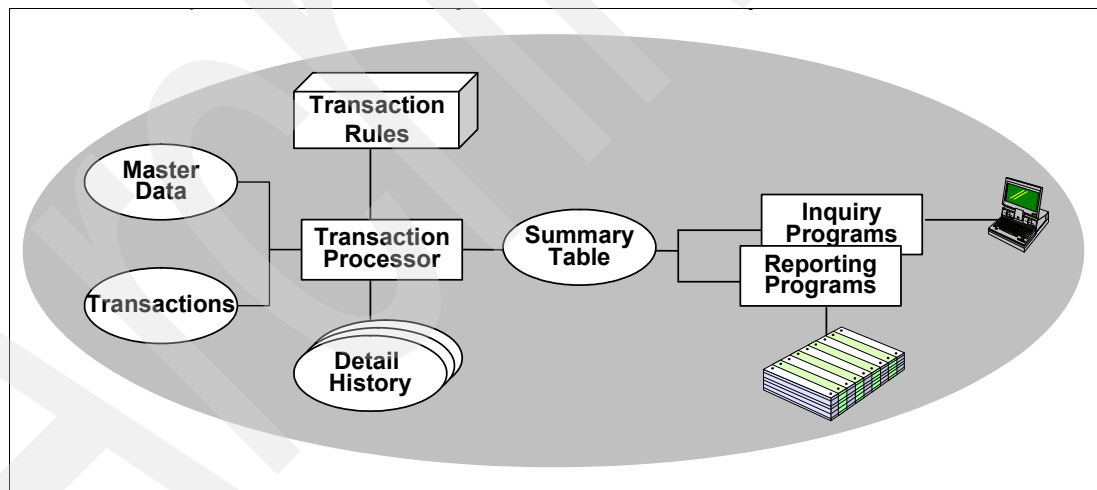 Transaction
Rules
Master
Data
Transaction
Processor
Transactions
Detail
History
Summary
Table
Inquiry
Programs
Reporting
Programs